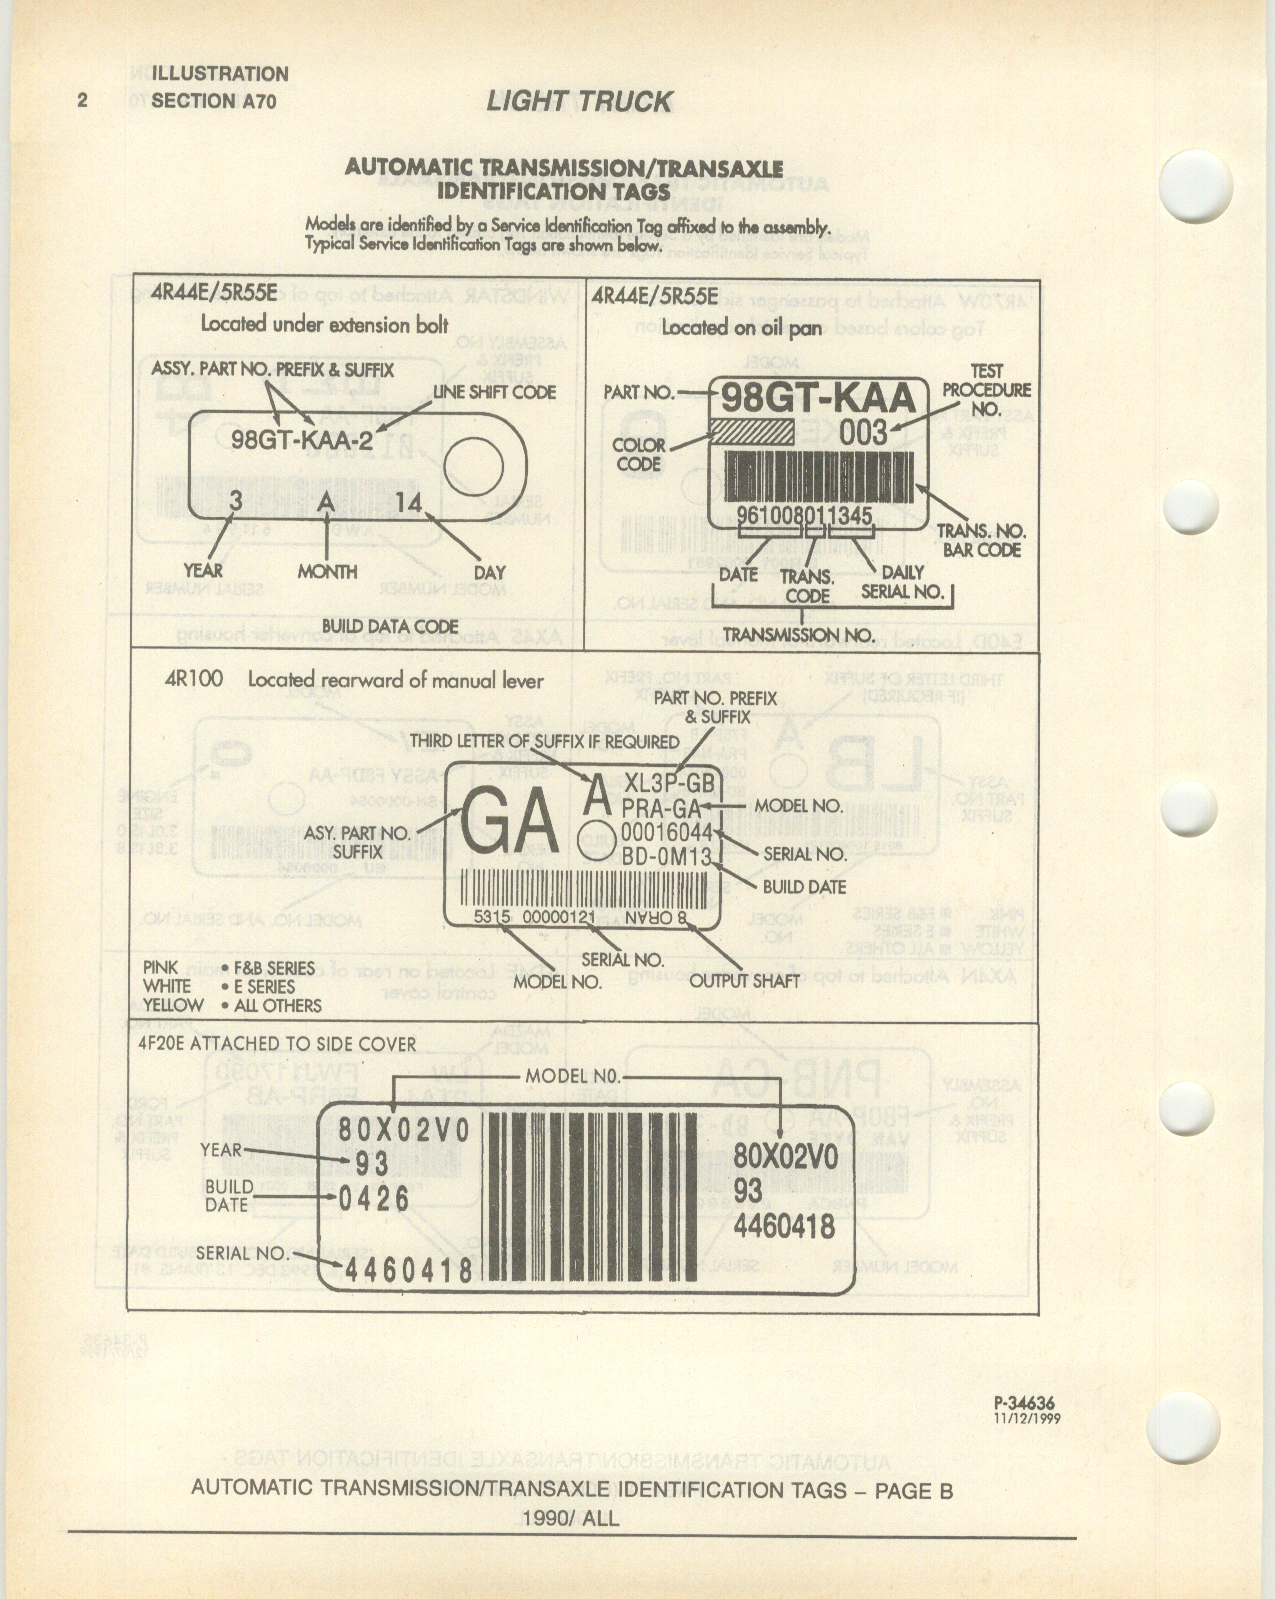 ILLUSTRATION
2 SECTION A70 LIGHT TRUCK
AUTOMATIC TRANSMISSION/TRANSAXLE
IDENTIFICATION TAGS
Models are identified by a Service Identification Tag affixed to the assembly.
Typical Service Identification Tags are shown below.
4R44E/5R55E
Located under extension bolt
ASSY. PART NO. PREFIX & SUFFIX
LINE SHIFT CODE
98GT-KAA-2
3 A 14
YEAR MONTH DAY
BUILD DATA CODE
4R44E/5R55E
Located on oil pan
PART NO.
98GT-KAA
TEST
PROCEDURE
NO.
COLOR
CODE
003
961008011345
TRANS. NO.
BAR CODE
DATE TRANS.
CODE
DAILY
SERIAL NO.
TRANSMISSION NO.
4R100 Located rearward of manual lever
PART NO. PREFIX
& SUFFIX
THIRD LETTER OF SUFFIX IF REQUIRED
GA A XL3P-GB
PRA-GA MODEL NO.
ASY. PART NO.
SUFFIX
00016044
BD-0M13 SERIAL NO.
BUILD DATE
5315 00000121
SERIAL NO.
MODEL NO. OUTPUT SHAFT
PINK • F&B SERIES
WHITE • E SERIES
YELLOW • ALL OTHERS
4F20E ATTACHED TO SIDE COVER
MODEL NO.
80X02V0
YEAR 93
BUILD
DATE
0426
SERIAL NO.
4460418
80X02V0
93
4460418
P-34636
11/12/1999
AUTOMATIC TRANSMISSION/TRANSAXLE IDENTIFICATION TAGS – PAGE B
1990/ ALL